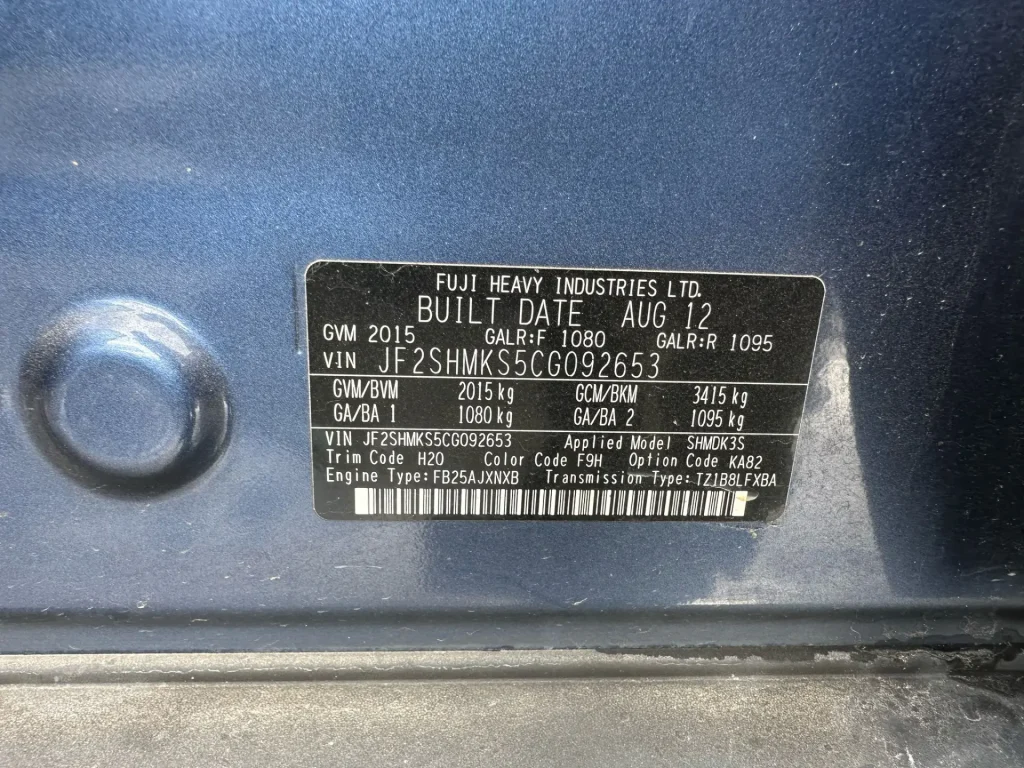 FUJI HEAVY INDUSTRIES LTD.
BUILT DATE AUG 12
GVM 2015 GALR:F 1080 GALR:R 1095
VIN JF2SHMKS5CG092653
GVM/BVM 2015 kg GCM/BKM 3415 kg
GA/BA 1 1080 kg GA/BA 2 1095 kg
VIN JF2SHMKS5CG092653 Applied Model SHMDK3S
Trim Code H20 Color Code F9H Option Code KA82
Engine Type:FB25AJXNXB Transmission Type:TZ1B8LFXBA